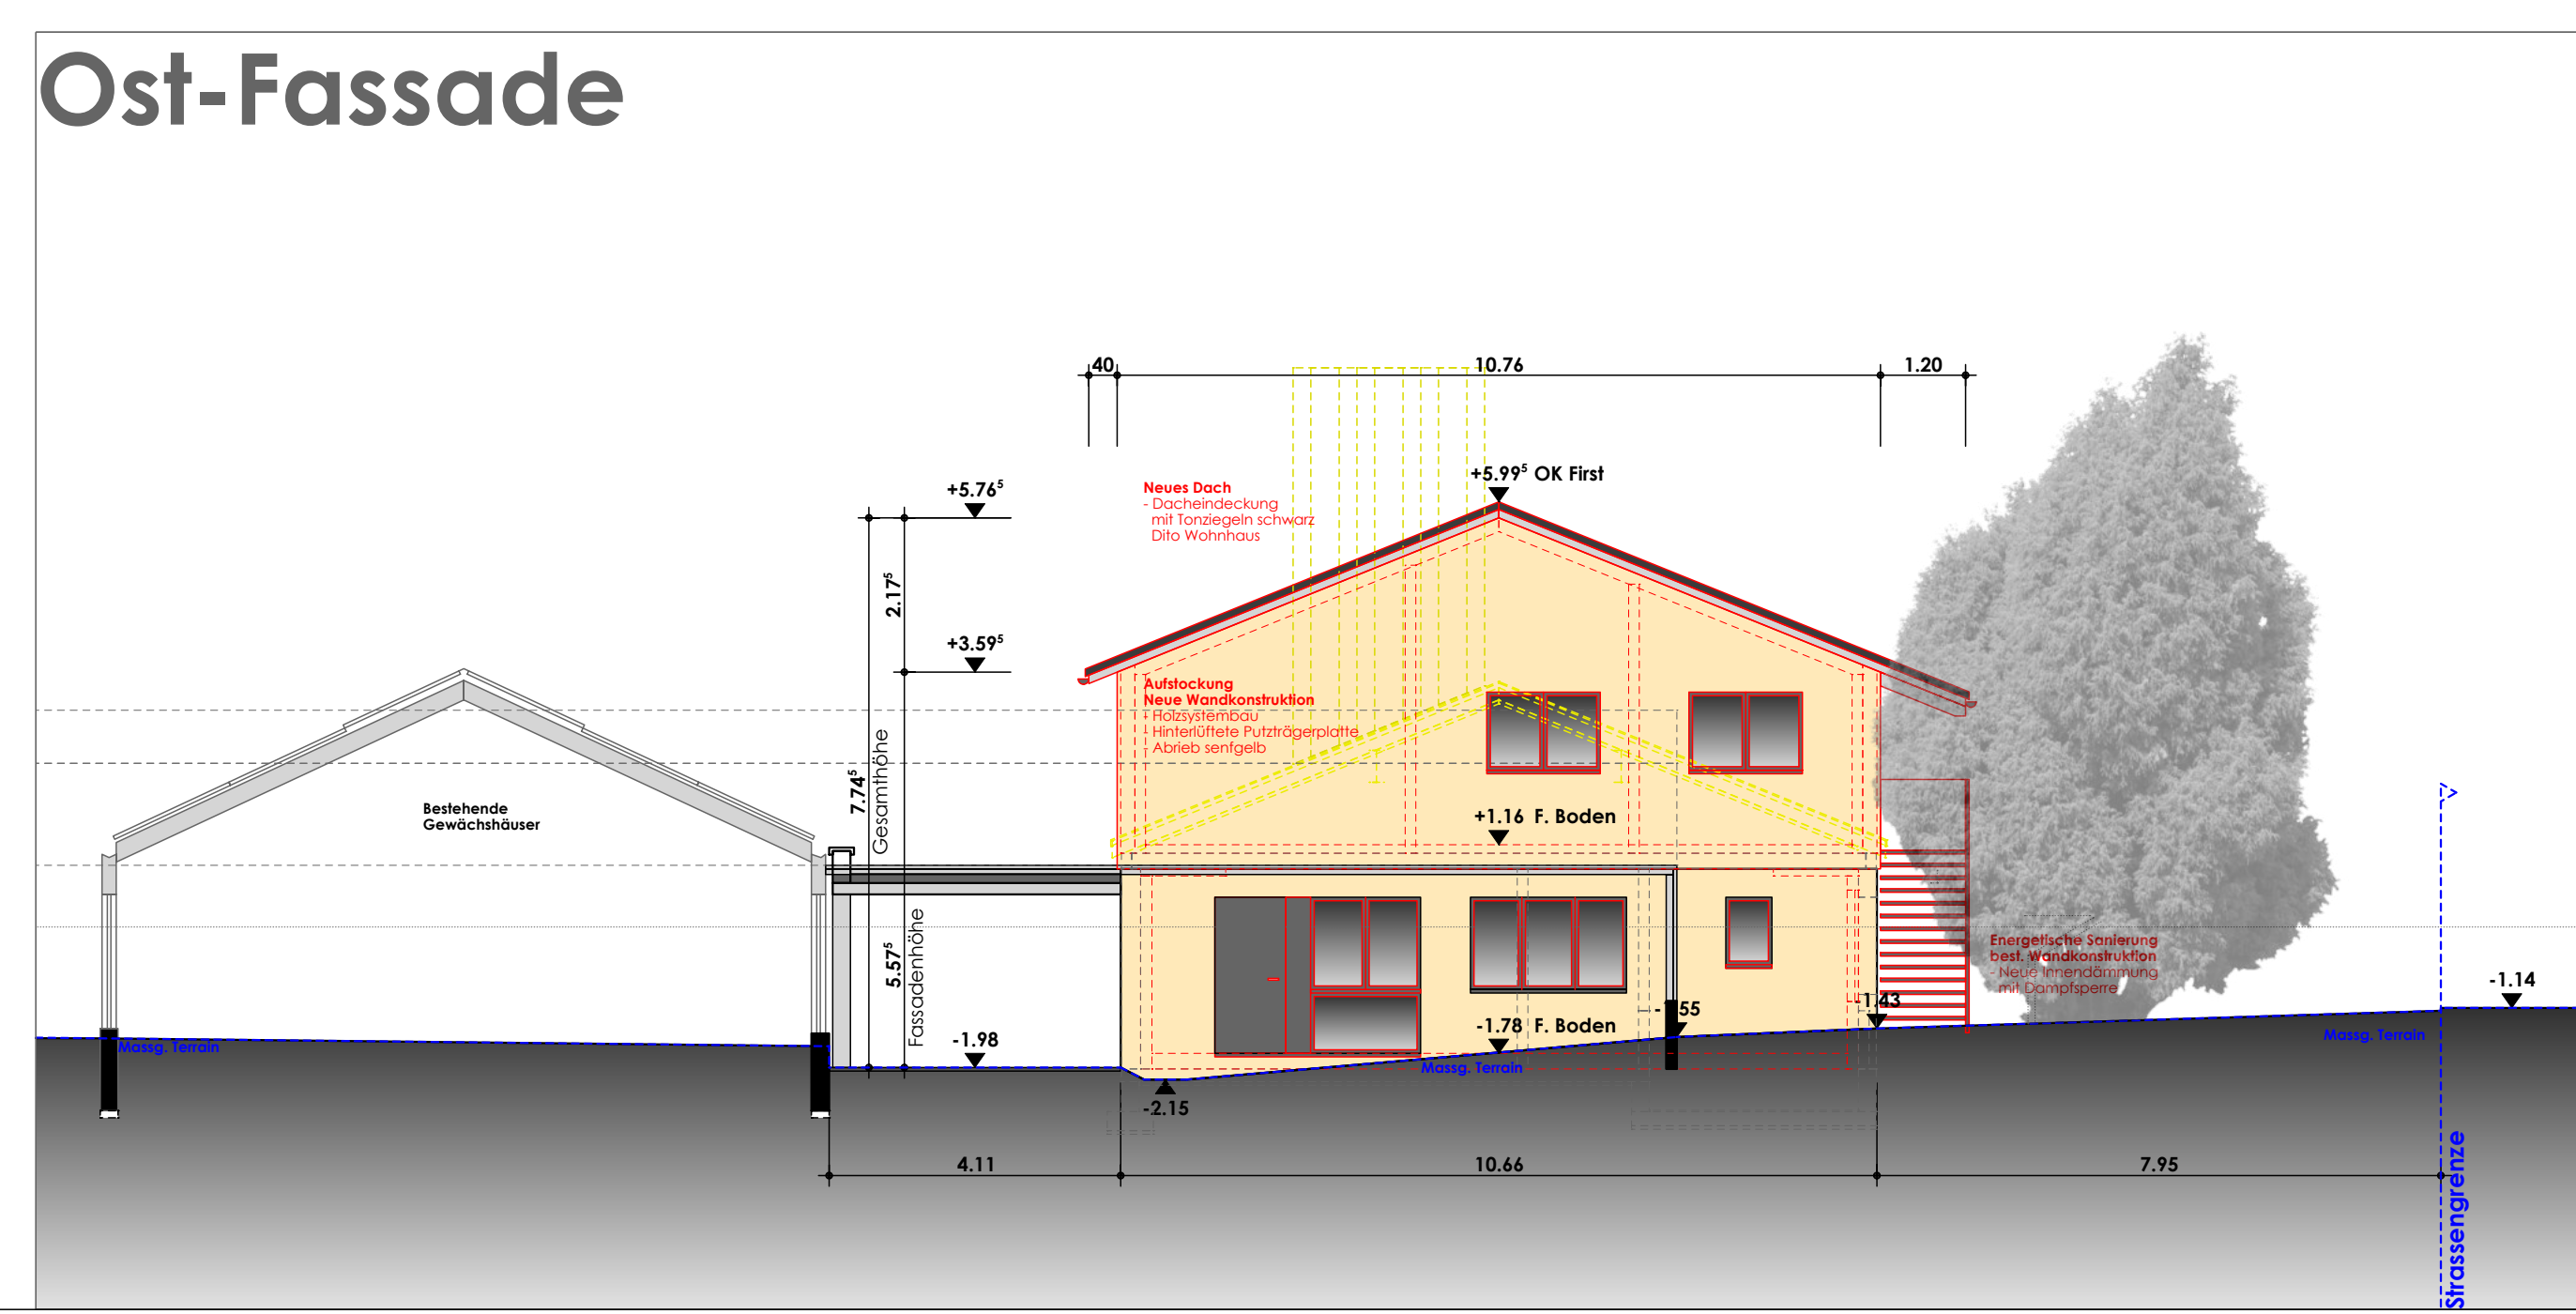 Ost-Fassade
40
10.76
1.20
+5.99⁵ OK First
+5.76⁵
Neues Dach
- Dacheindeckung
mit Tonziegeln schwarz
Dito Wohnhaus
2.17⁵
+3.59⁵
Aufstockung
Neue Wandkonstruktion
- Holzsystembau
- Hinterlüftete Putzträgerplatte
- Abrieb senfgelb
7.74⁵
Gesamthöhe
Bestehende
Gewächshäuser
+1.16 F. Boden
5.57⁵
Fassadenhöhe
Energetische Sanierung
best. Wandkonstruktion
- Neue Innendämmung
mit Dampfsperre
-1.14
-1.43
-1.55
-1.78 F. Boden
-1.98
Massg. Terrain
Massg. Terrain
Massg. Terrain
-2.15
4.11
10.66
7.95
Strassengrenze